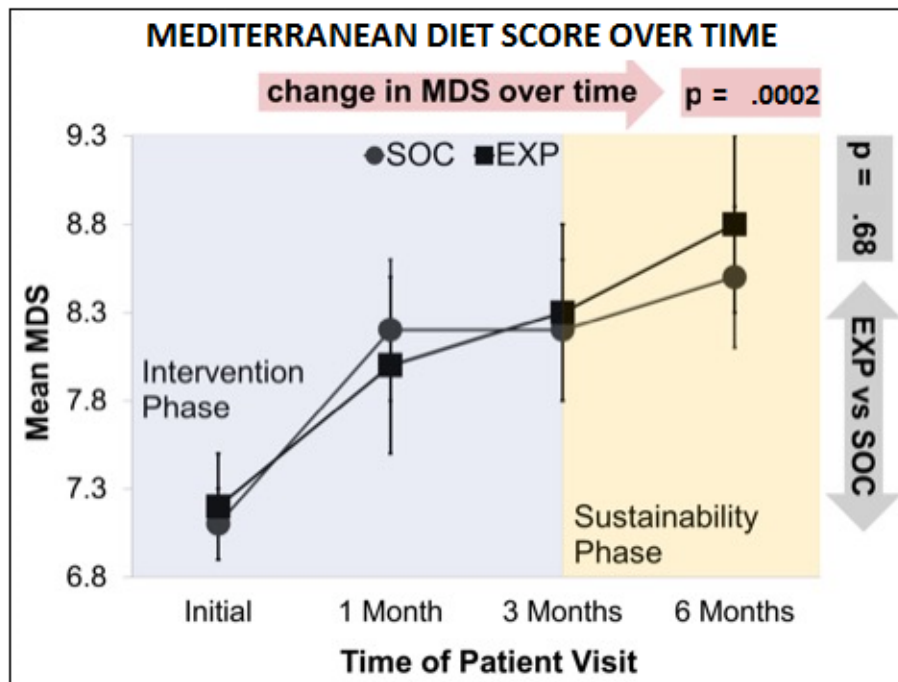 MEDITERRANEAN DIET SCORE OVER TIME
change in MDS over time
p = .0002
SOC
EXP
p = .68
EXP vs SOC
Mean MDS
9.3
8.8
8.3
7.8
7.3
6.8
Intervention
Phase
Sustainability
Phase
Initial
1 Month
3 Months
6 Months
Time of Patient Visit